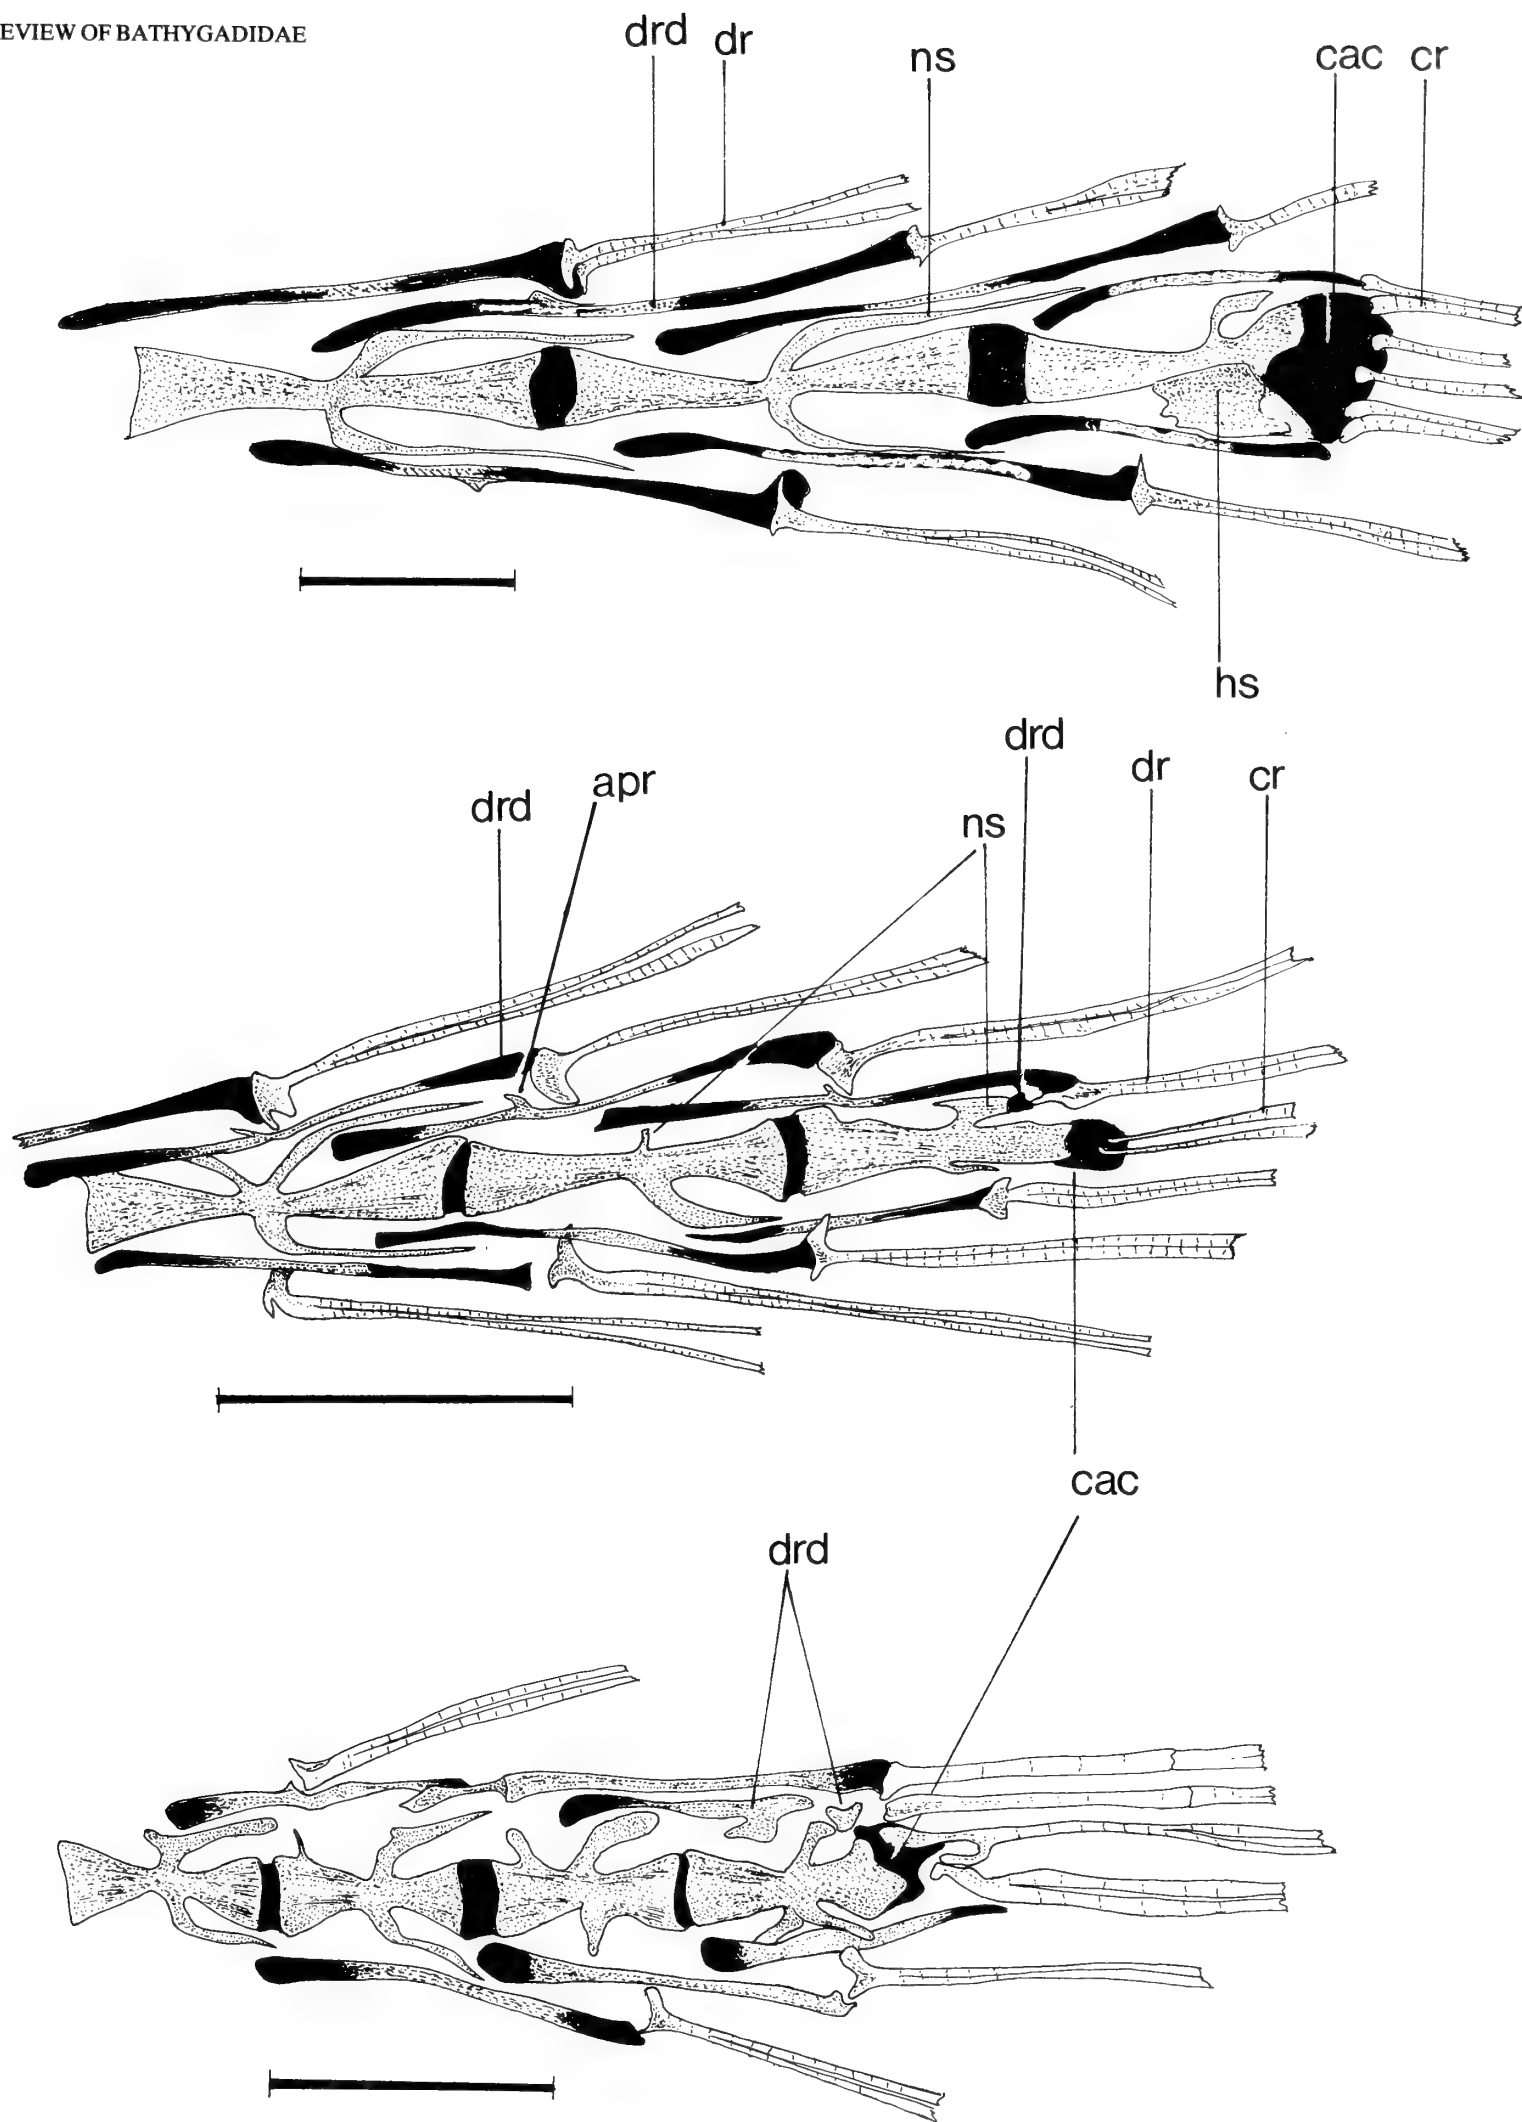 EVIEW OF BATHYGADIDAE
drd dr ns cac cr
hs
drd apr ns drd dr cr
cac
drd